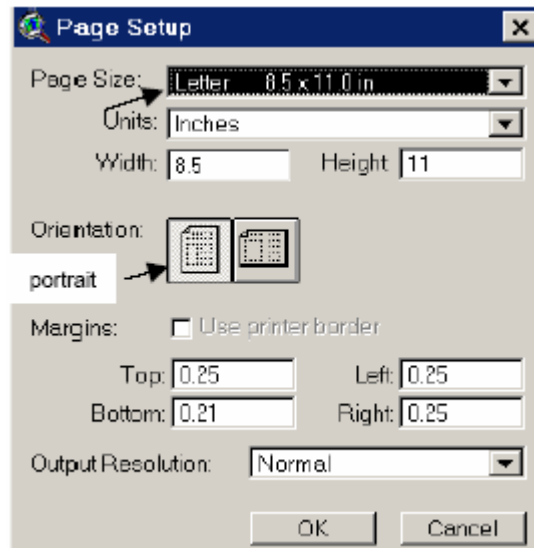 Page Setup
Page Size: Letter 8.5 x 11.0 in
Units: Inches
Width: 8.5 Height: 11
Orientation:
portrait
Margins: Use printer border
Top: 0.25 Left: 0.25
Bottom: 0.21 Right: 0.25
Output Resolution: Normal
OK Cancel